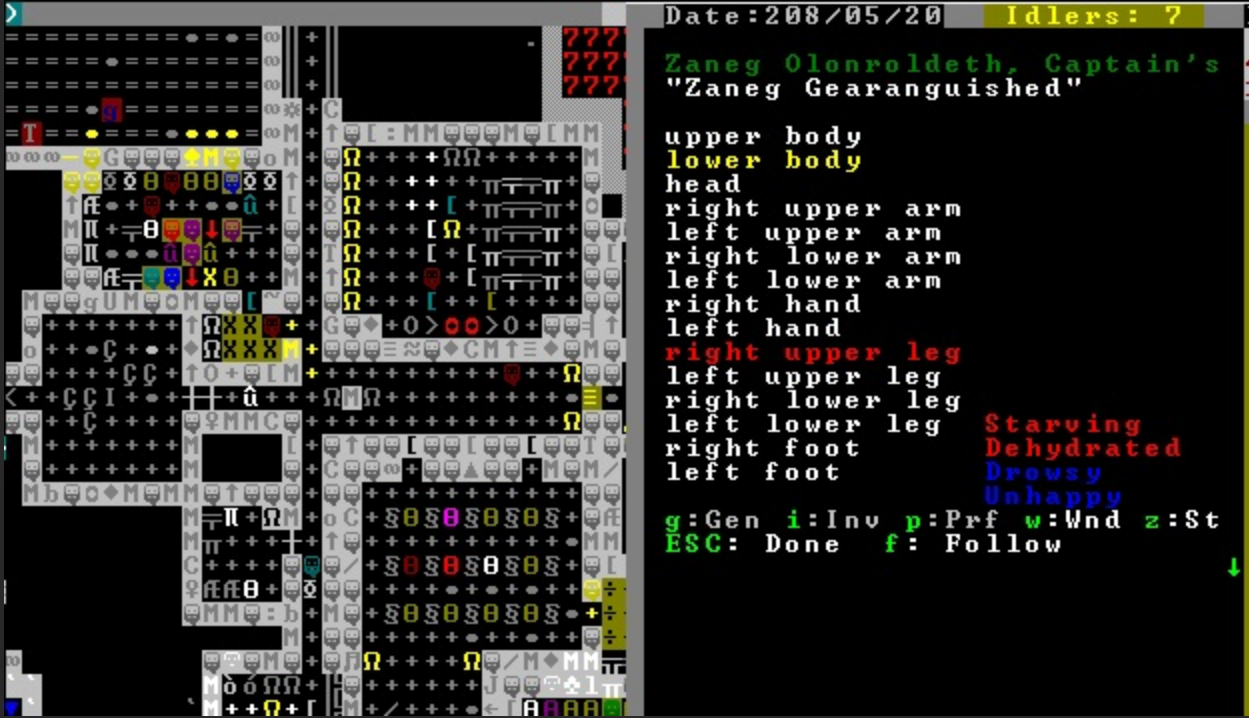 Date:208/05/20 Idlers: 7
Zaneg Olonroldeth, Captain's
"Zaneg Gearanguished"
upper body
lower body
head
right upper arm
left upper arm
right lower arm
left lower arm
right hand
left hand
right upper leg
left upper leg
right lower leg
left lower leg Starving
right foot Dehydrated
left foot Drowsy
Unhappy
g:Gen i:Inv p:Prf w:Wnd z:St
ESC: Done f: Follow